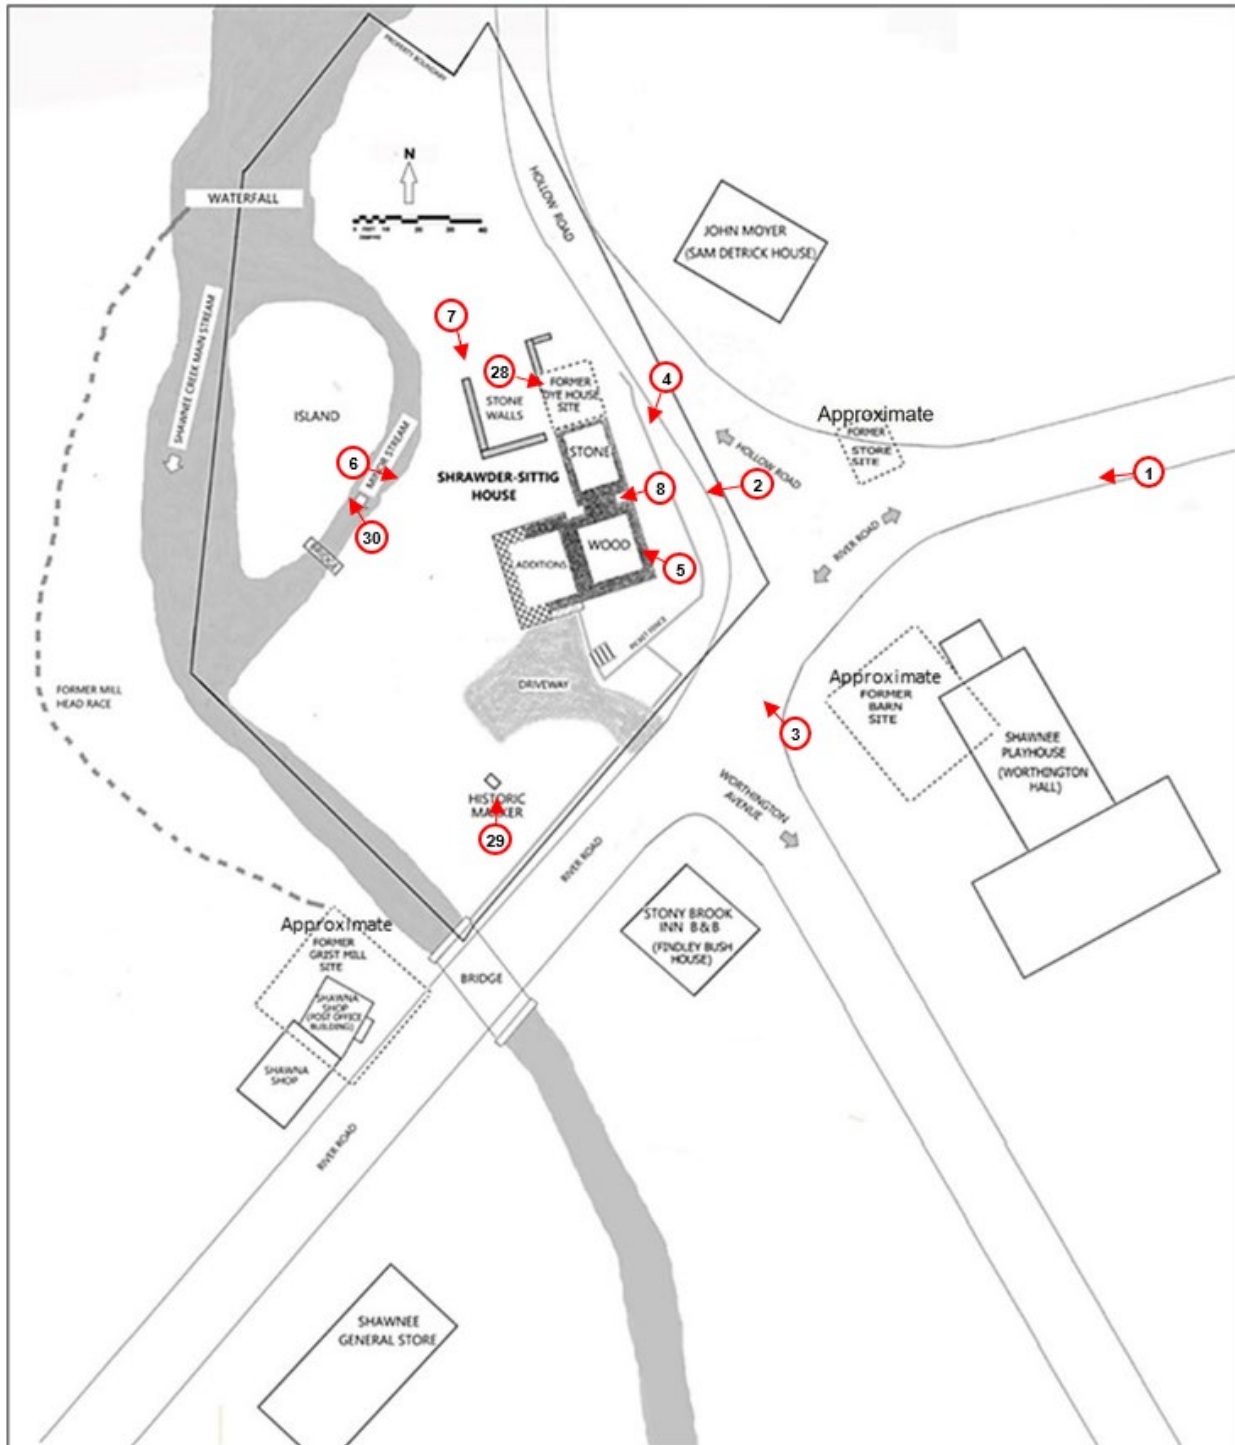 PROPERTY BOUNDARY
N
WATERFALL
HOLLOW ROAD
JOHN MOYER
(SAM DETRICK HOUSE)
SHAWNEE CREEK MAIN STREAM
7
28
FORMER
DYE HOUSE
SITE
4
STONE
WALLS
ISLAND
Approximate
FORMER
STORE
SITE
HOLLOW ROAD
STONE
6
MINOR STREAM
SHRAWDER-SITTIG
HOUSE
8
2
1
30
BRIDGE
RIVER ROAD
WOOD
ADDITIONS
5
PICKET FENCE
DRIVEWAY
FORMER MILL
HEAD RACE
Approximate
FORMER
BARN
SITE
3
SHAWNEE
PLAYHOUSE
(WORTHINGTON
HALL)
HISTORIC
MARKER
29
WORTHINGTON
AVENUE
RIVER ROAD
STONY BROOK
INN B&B
(FINDLEY BUSH
HOUSE)
Approximate
FORMER
GRIST MILL
SITE
BRIDGE
SHAWNA
SHOP
(POST OFFICE
BUILDING)
SHAWNA
SHOP
RIVER ROAD
SHAWNEE
GENERAL STORE